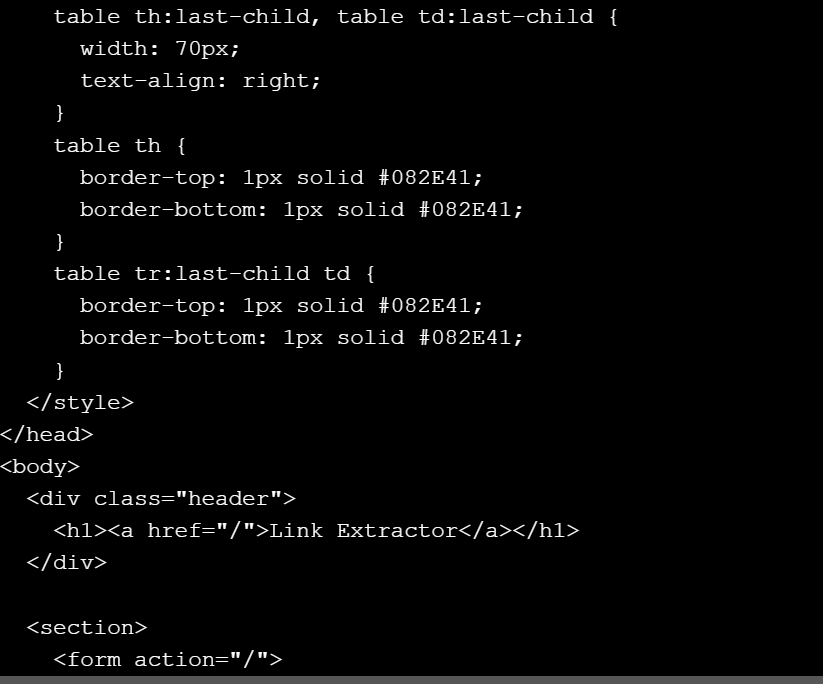 table th:last-child, table td:last-child {
      width: 70px;
      text-align: right;
    }
    table th {
      border-top: 1px solid #082E41;
      border-bottom: 1px solid #082E41;
    }
    table tr:last-child td {
      border-top: 1px solid #082E41;
      border-bottom: 1px solid #082E41;
    }
  </style>
</head>
<body>
  <div class="header">
    <h1><a href="/">Link Extractor</a></h1>
  </div>

  <section>
    <form action="/">